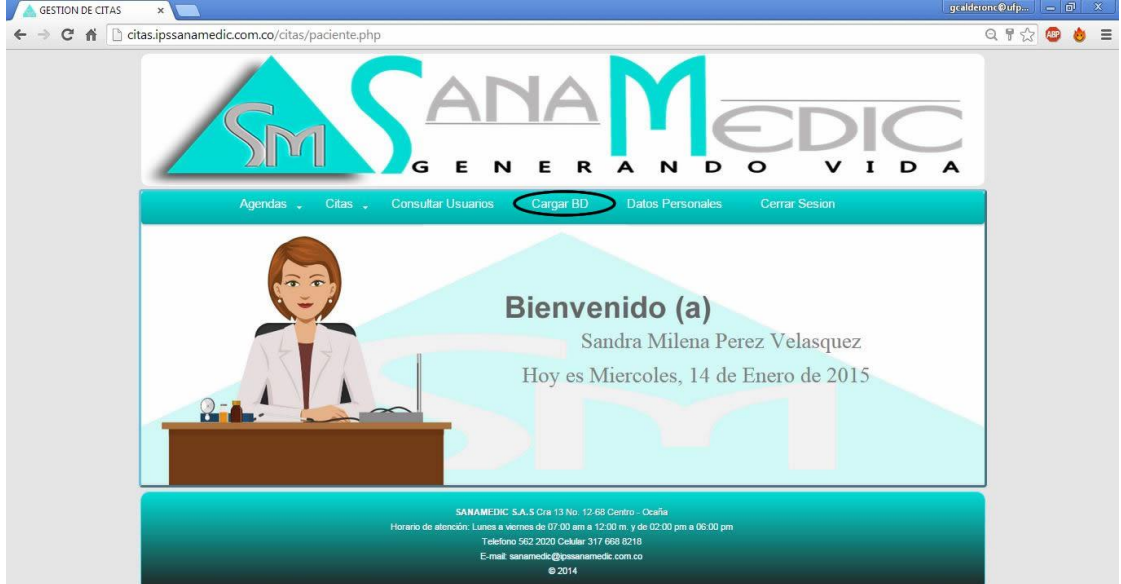 GESTION DE CITAS
gcalderonc@ufp...
citas.ipssanamedic.com.co/citas/paciente.php
ABP
SM SANAMEDIC
GENERANDO VIDA
Agendas Citas Consultar Usuarios Cargar BD Datos Personales Cerrar Sesion
Bienvenido (a)
Sandra Milena Perez Velasquez
Hoy es Miercoles, 14 de Enero de 2015
SM
SANAMEDIC S.A.S Cra 13 No. 12-68 Centro - Ocaña
Horario de atención: Lunes a viernes de 07:00 am a 12:00 m. y de 02:00 pm a 06:00 pm
Telefono 562 2020 Celular 317 668 8218
E-mail: sanamedic@ipssanamedic.com.co
© 2014